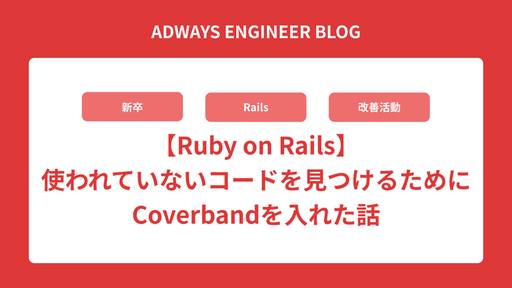 ADWAYS ENGINEER BLOG
新卒 Rails 改善活動
【Ruby on Rails】
使われていないコードを見つけるために
Coverbandを入れた話